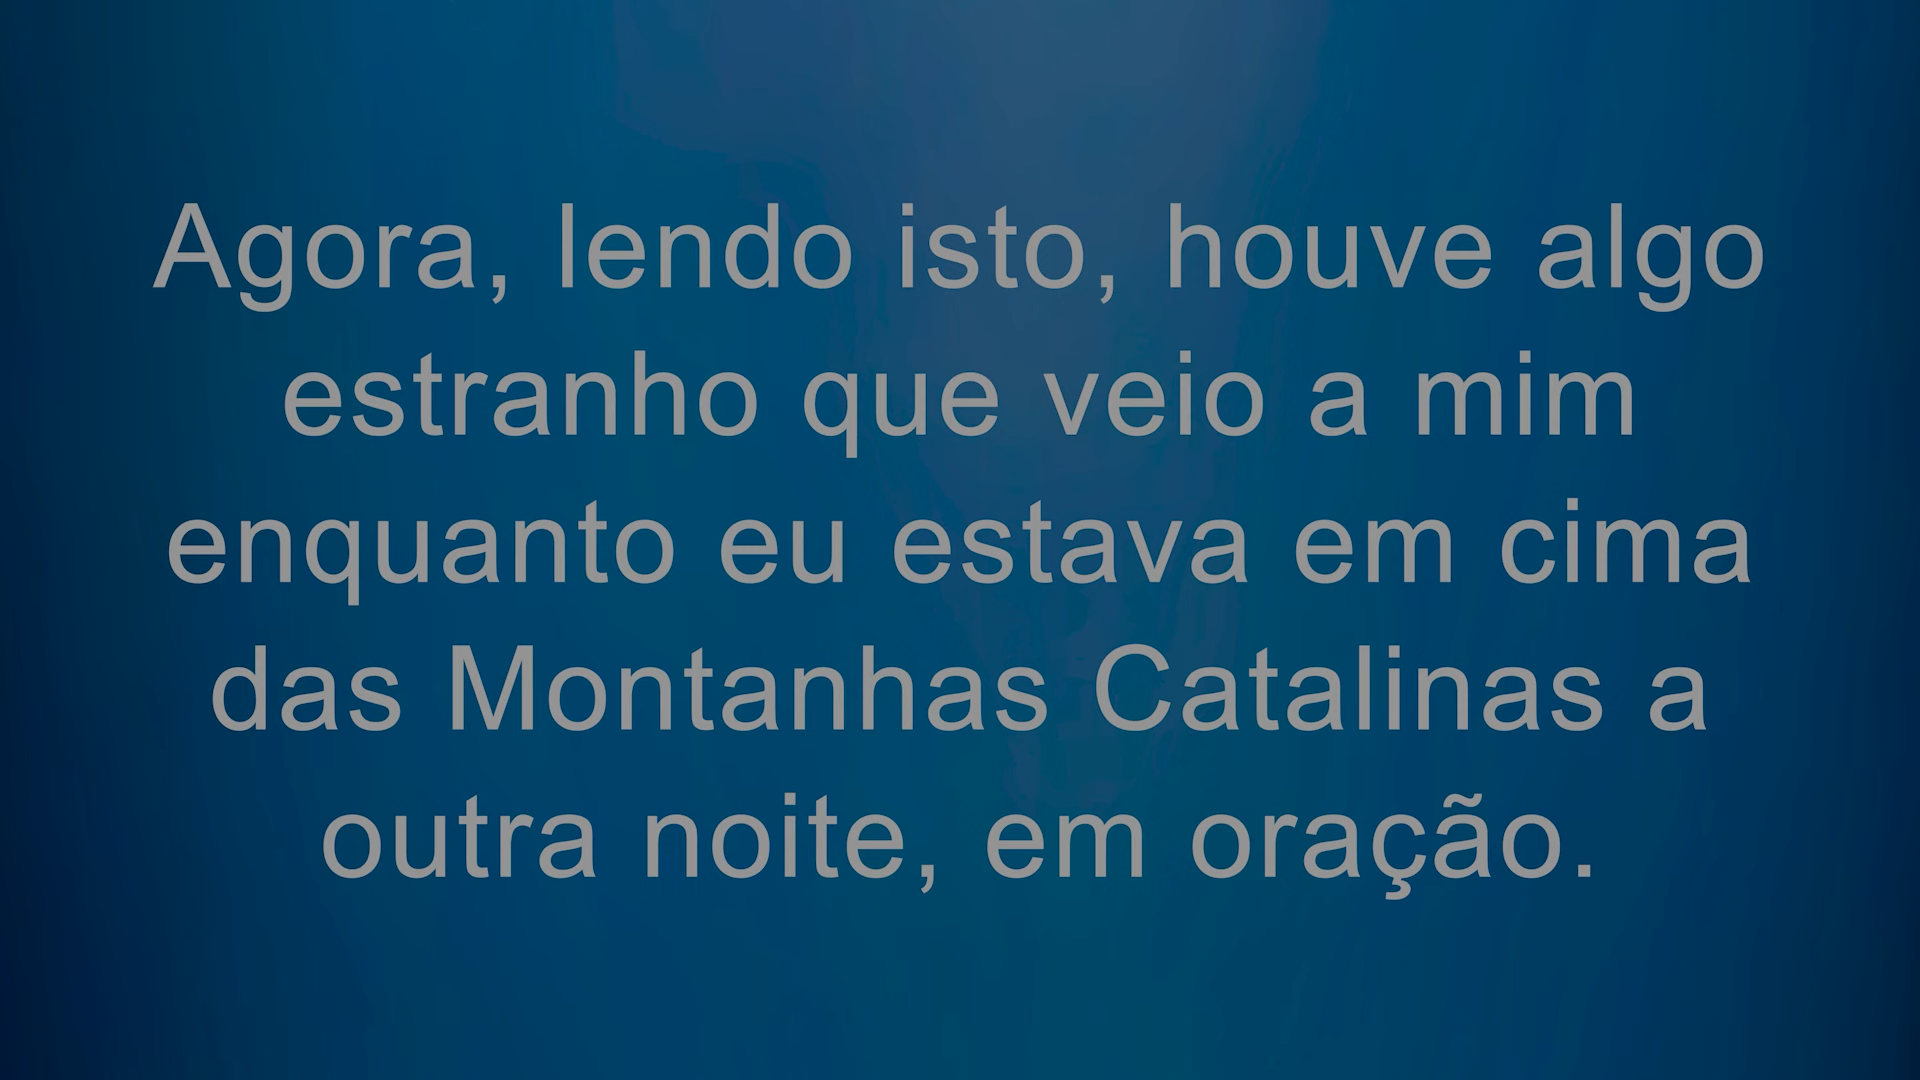 Agora, lendo isto, houve algo
estranho que veio a mim
enquanto eu estava em cima
das Montanhas Catalinas a
outra noite, em oração.